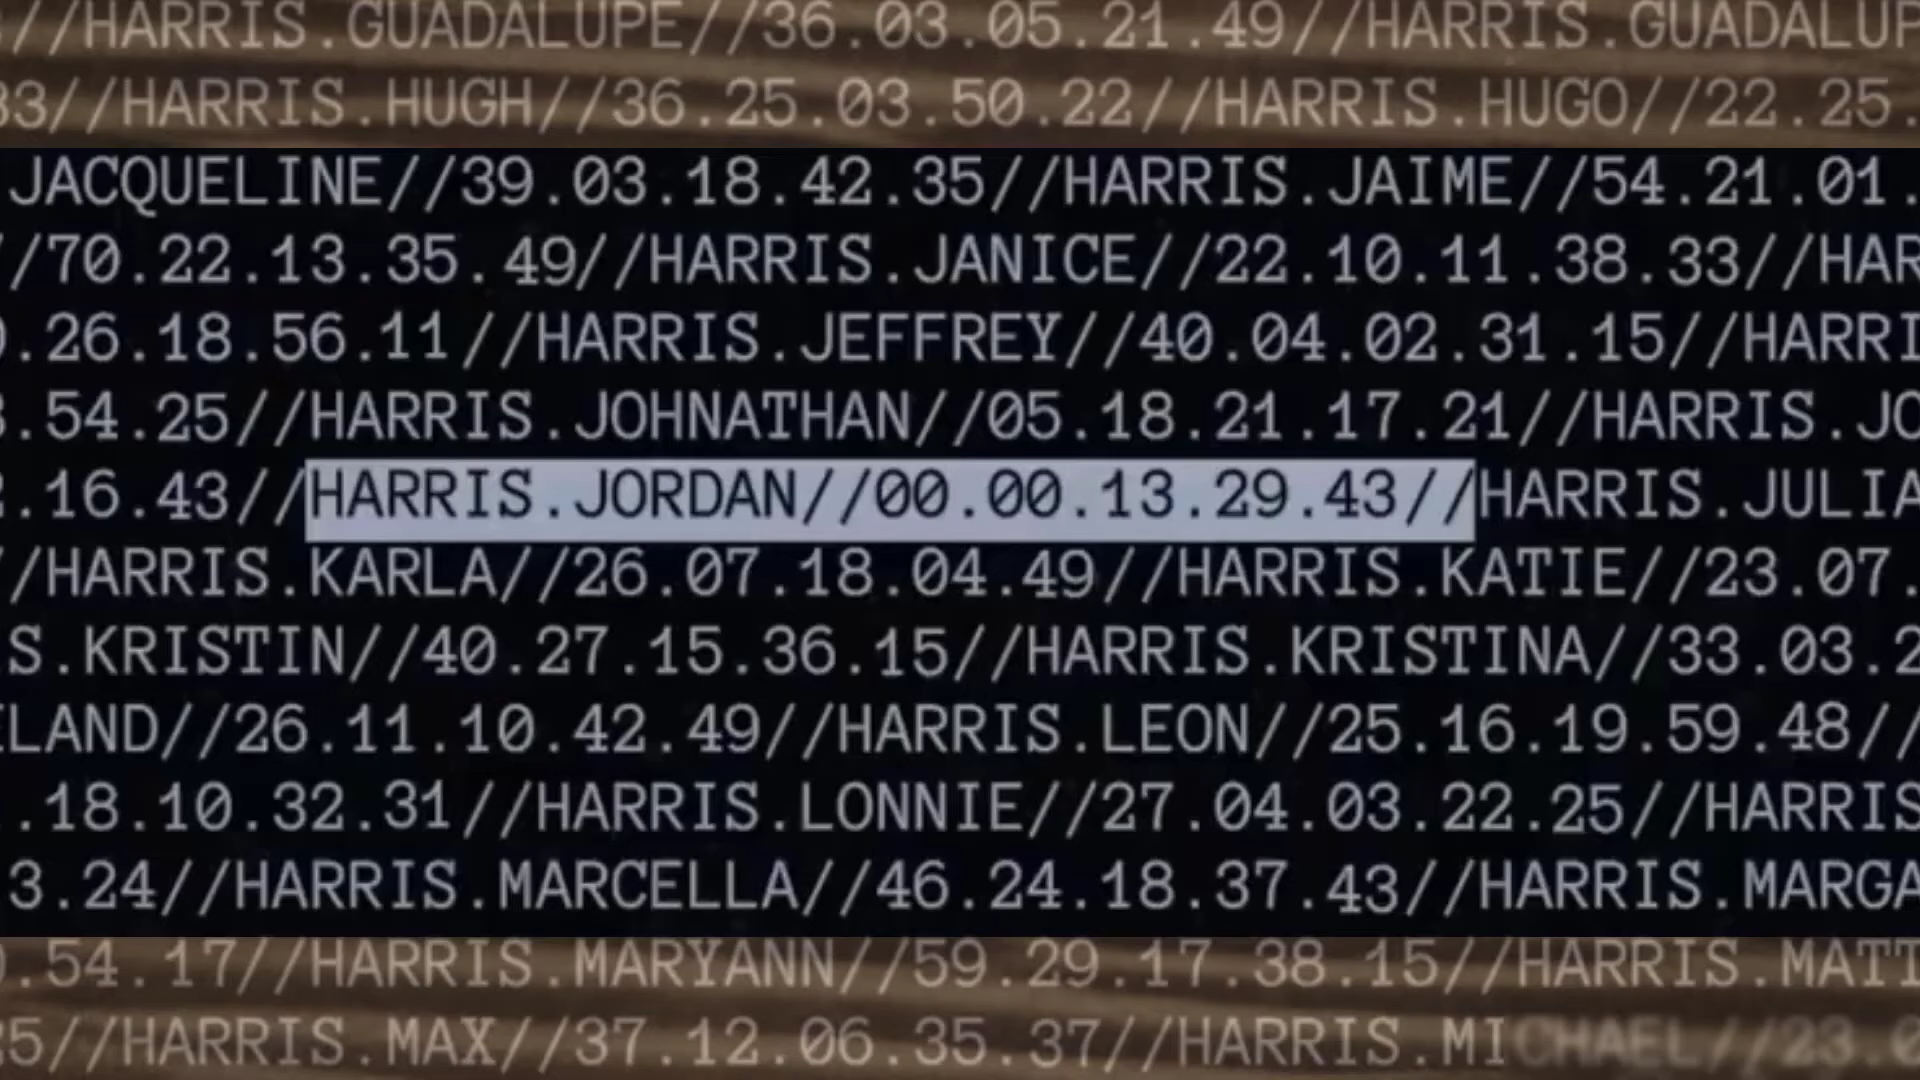 //HARRIS.GUADALUPE//36.03.05.21.49//HARRIS.GUADALUP
33//HARRIS.HUGH//36.25.03.50.22//HARRIS.HUGO//22.25.
JACQUELINE//39.03.18.42.35//HARRIS.JAIME//54.21.01.
//70.22.13.35.49//HARRIS.JANICE//22.10.11.38.33//HAR
.26.18.56.11//HARRIS.JEFFREY//40.04.02.31.15//HARRI
.54.25//HARRIS.JOHNATHAN//05.18.21.17.21//HARRIS.JO
.16.43//HARRIS.JORDAN//00.00.13.29.43//HARRIS.JULIA
//HARRIS.KARLA//26.07.18.04.49//HARRIS.KATIE//23.07.
S.KRISTIN//40.27.15.36.15//HARRIS.KRISTINA//33.03.2
ELAND//26.11.10.42.49//HARRIS.LEON//25.16.19.59.48//
.18.10.32.31//HARRIS.LONNIE//27.04.03.22.25//HARRIS
3.24//HARRIS.MARCELLA//46.24.18.37.43//HARRIS.MARGA
.54.17//HARRIS.MARYANN//59.29.17.38.15//HARRIS.MATT
5//HARRIS.MAX//37.12.06.35.37//HARRIS.MICHAEL//23.0